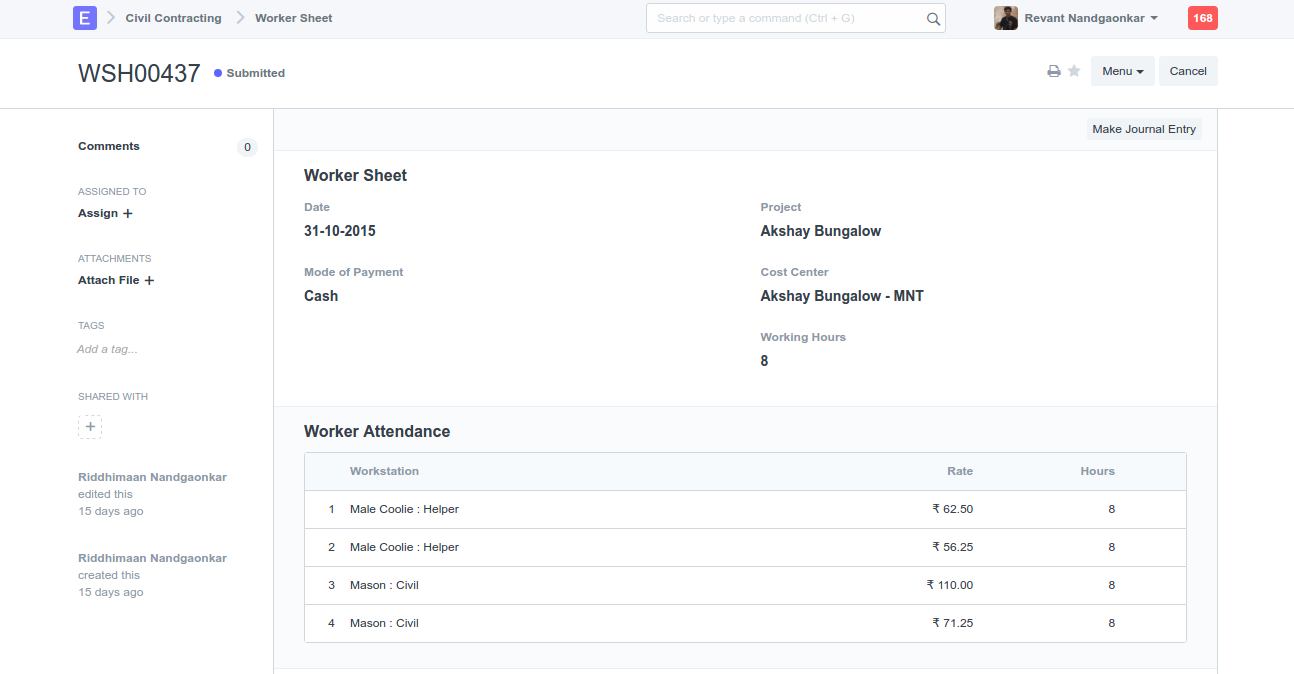 E Civil Contracting Worker Sheet Search or type a command (Ctrl + G) Revant Nandgaonkar 168
WSH00437 Submitted Menu Cancel
Comments 0
ASSIGNED TO
Assign +
ATTACHMENTS
Attach File +
TAGS
Add a tag...
SHARED WITH
+
Riddhimaan Nandgaonkar
edited this
15 days ago
Riddhimaan Nandgaonkar
created this
15 days ago
Make Journal Entry
Worker Sheet
Date
31-10-2015
Mode of Payment
Cash
Project
Akshay Bungalow
Cost Center
Akshay Bungalow - MNT
Working Hours
8
Worker Attendance
Workstation Rate Hours
1 Male Coolie : Helper ₹ 62.50 8
2 Male Coolie : Helper ₹ 56.25 8
3 Mason : Civil ₹ 110.00 8
4 Mason : Civil ₹ 71.25 8